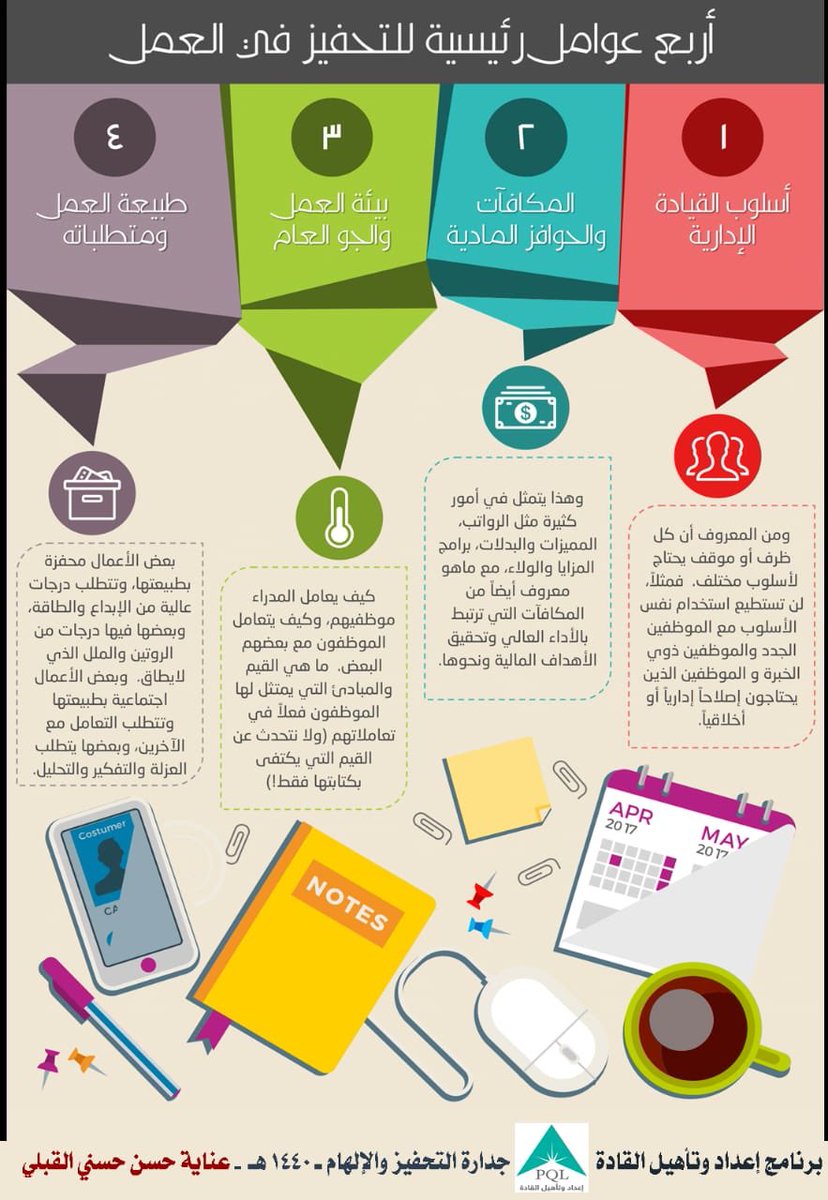 أربع عوامل رئيسية للتحفيز في العمل
١
أسلوب القيادة
الإدارية
٢
المكافآت
والحوافز المادية
٣
بيئة العمل
والجو العام
٤
طبيعة العمل
ومتطلباته
ومن المعروف أن كل
ظرف أو موقف يحتاج
لأسلوب مختلف. فمثلاً،
لن تستطيع استخدام نفس
الأسلوب مع الموظفين
الجدد والموظفين ذوي
الخبرة و الموظفين الذين
يحتاجون إصلاحاً إدارياً أو
أخلاقياً.
وهذا يتمثل في أمور
كثيرة مثل الرواتب،
المميزات والبدلات، برامج
المزايا والولاء، مع ماهو
معروف أيضاً من
المكافآت التي ترتبط
بالأداء العالي وتحقيق
الأهداف المالية ونحوها.
كيف يعامل المدراء
موظفيهم، وكيف يتعامل
الموظفون مع بعضهم
البعض. ما هي القيم
والمبادئ التي يمتثل لها
الموظفون فعلاً في
تعاملاتهم (ولا نتحدث عن
القيم التي يكتفى
بكتابتها فقط!)
بعض الأعمال محفزة
بطبيعتها، وتتطلب درجات
عالية من الإبداع والطاقة،
وبعضها فيها درجات من
الروتين والملل الذي
لايطاق. وبعض الأعمال
اجتماعية بطبيعتها
وتتطلب التعامل مع
الآخرين، وبعضها يتطلب
العزلة والتفكير والتحليل.
Costumer
CA
NOTES
APR
2017
MAY
2017
برنامج إعداد وتأهيل القادة
PQL
إعداد وتأهيل القادة
جدارة التحفيز والإلهام - ١٤٤٠ هـ - عناية حسن حسني القبلي